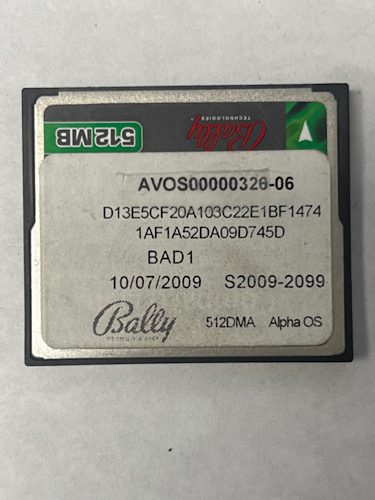 512MB
Bally
TECHNOLOGIES
AVOS00000326-06
D13E5CF20A103C22E1BF1474
1AF1A52DA09D745D
BAD1
10/07/2009 S2009-2099
Bally
512DMA Alpha OS